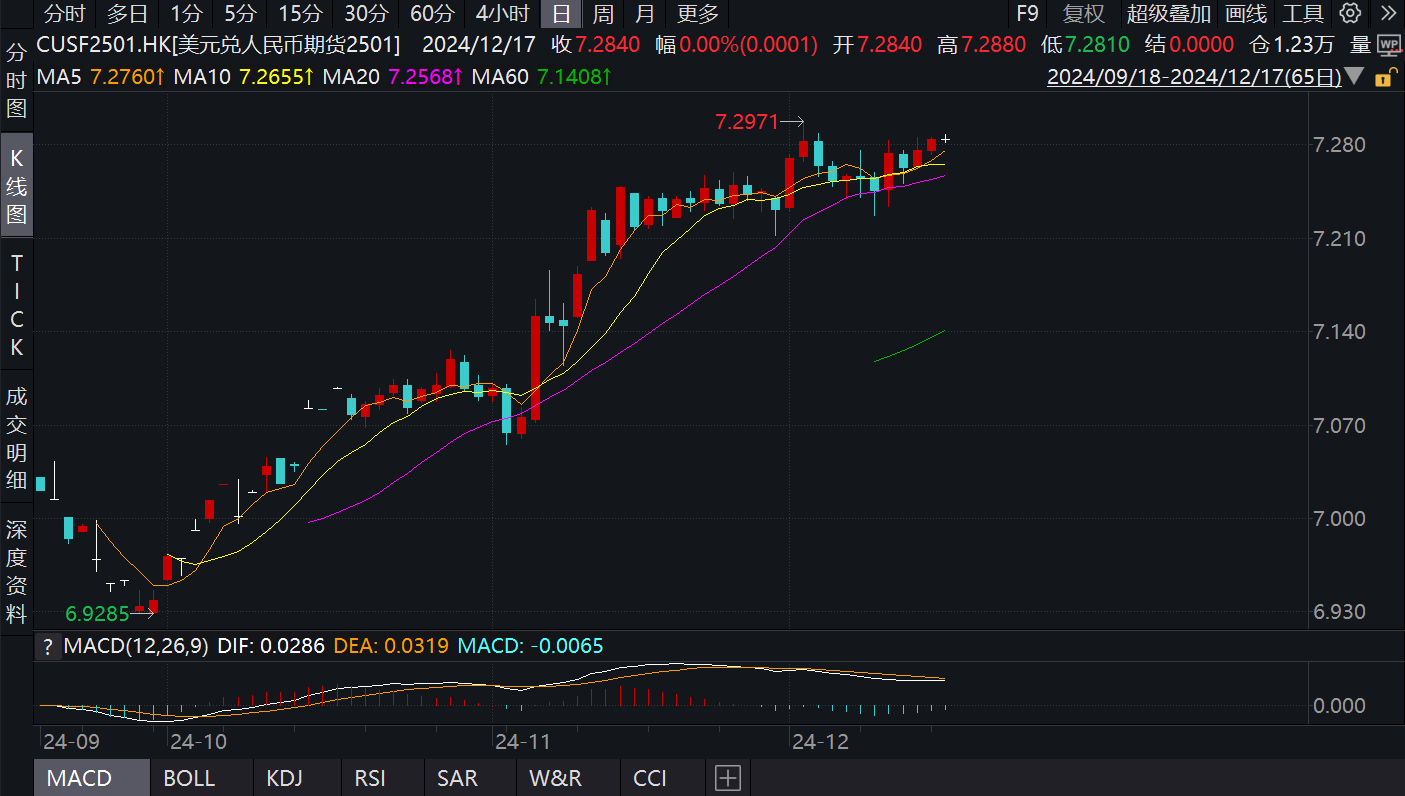 分时 多日 1分 5分 15分 30分 60分 4小时 日 周 月 更多 F9 复权 超级叠加 画线 工具
CUSF2501.HK[美元兑人民币期货2501] 2024/12/17 收7.2840 幅0.00%(0.0001) 开7.2840 高7.2880 低7.2810 结0.0000 仓1.23万 量 WP
MA5 7.2760↑ MA10 7.2655↑ MA20 7.2568↑ MA60 7.1408↑ 2024/09/18-2024/12/17(65日)
分时图
K线图
TICK
成交明细
深度资料
7.2971
6.9285
7.280
7.210
7.140
7.070
7.000
6.930
? MACD(12,26,9) DIF: 0.0286 DEA: 0.0319 MACD: -0.0065
0.000
24-09 24-10 24-11 24-12
MACD BOLL KDJ RSI SAR W&R CCI